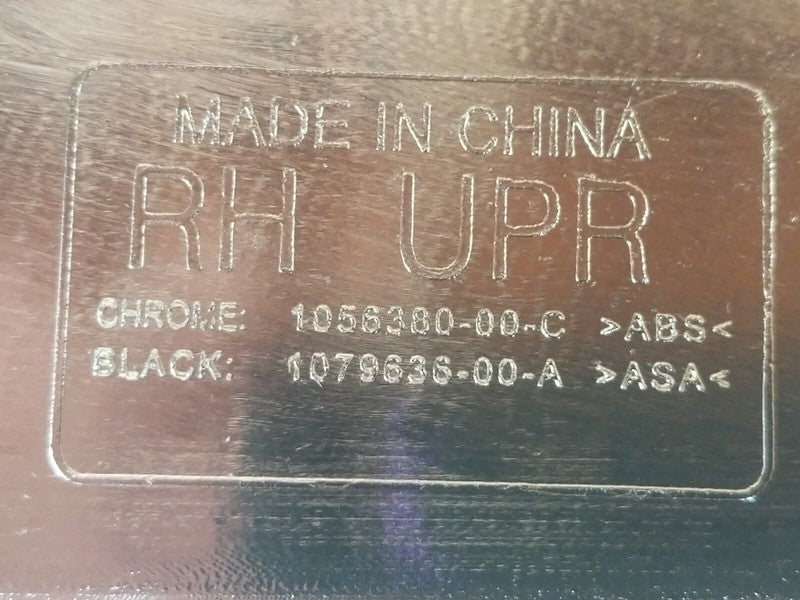 MADE IN CHINA
RH UPR
CHROME: 1056380-00-C >ABS<
BLACK: 1079636-00-A >ASA<